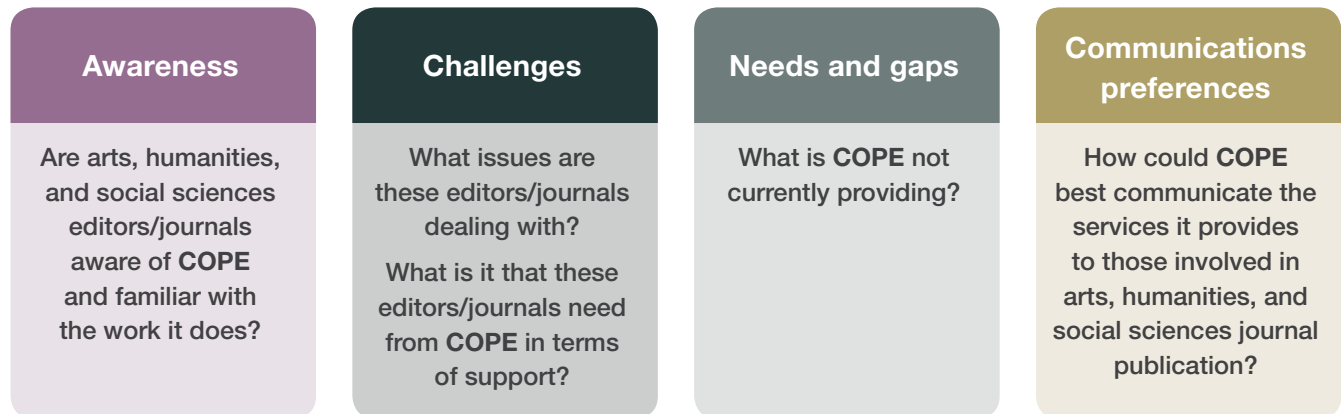 Awareness
Are arts, humanities,
and social sciences
editors/journals
aware of COPE
and familiar with
the work it does?
Challenges
What issues are
these editors/journals
dealing with?
What is it that these
editors/journals need
from COPE in terms
of support?
Needs and gaps
What is COPE not
currently providing?
Communications
preferences
How could COPE
best communicate the
services it provides
to those involved in
arts, humanities, and
social sciences journal
publication?